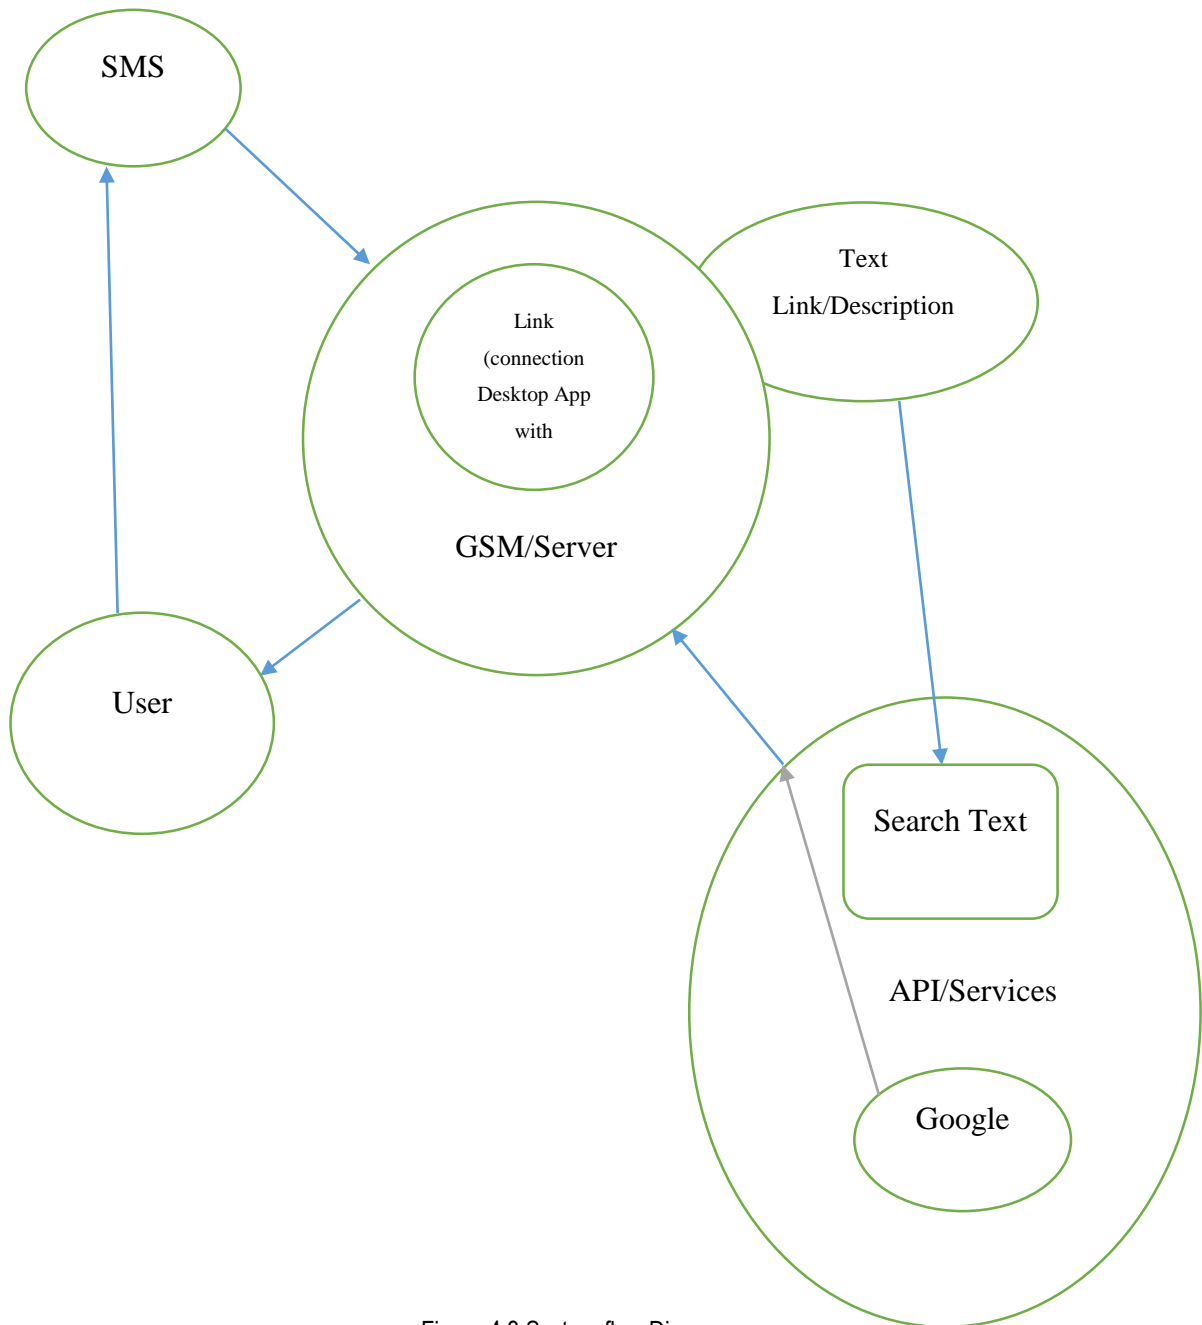 SMS
Text
Link/Description
Link
(connection
Desktop App
with
GSM/Server
User
Search Text
API/Services
Google